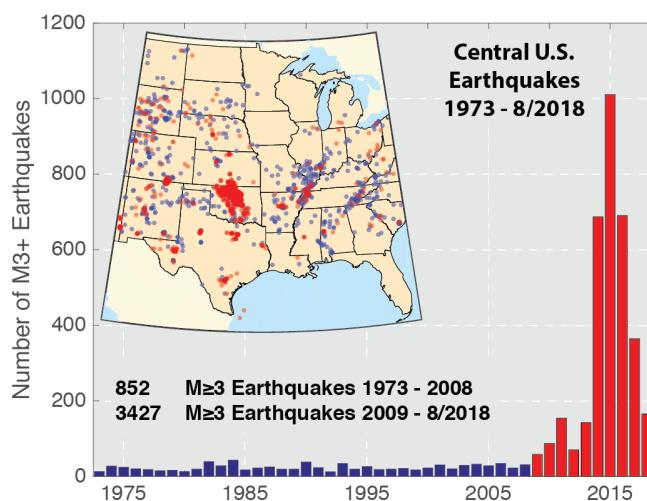 Central U.S.
Earthquakes
1973 - 8/2018
Number of M3+ Earthquakes
1200
1000
800
600
400
200
0
852 M≥3 Earthquakes 1973 - 2008
3427 M≥3 Earthquakes 2009 - 8/2018
1975 1985 1995 2005 2015